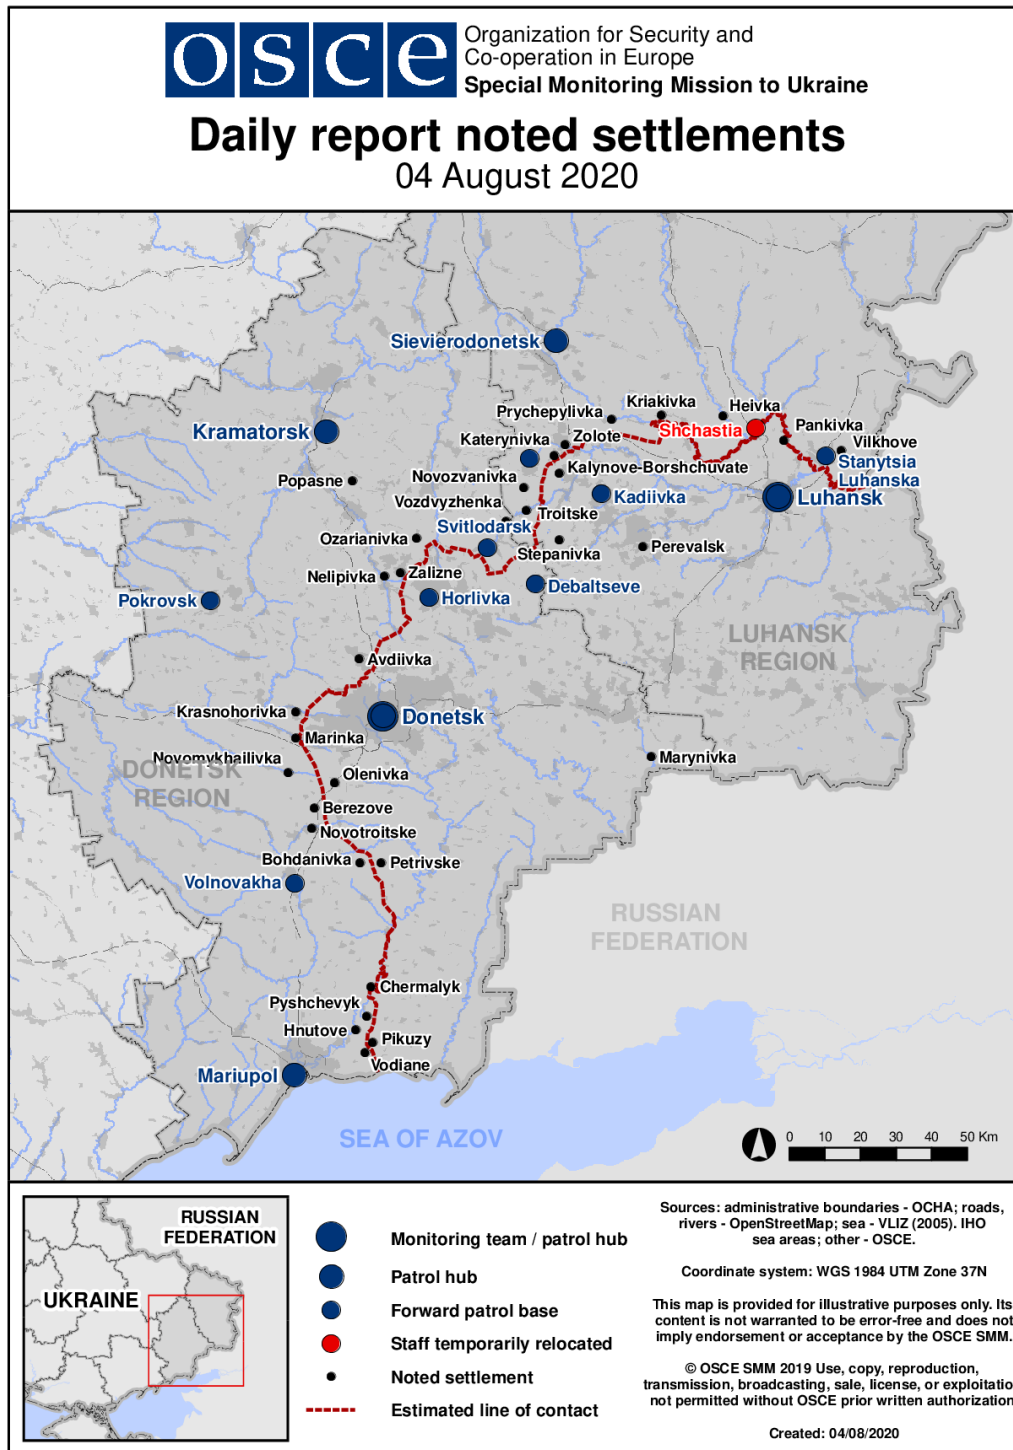 osce
Organization for Security and
Co-operation in Europe
Special Monitoring Mission to Ukraine
Daily report noted settlements
04 August 2020
Sievierodonetsk
Kriakivka
Heivka
Prychepylivka
Shchastia
Pankivka
Kramatorsk
Katerynivka
Zolote
Vilkhove
Stanytsia
Luhanska
Kalynove-Borshchuvate
Popasne
Novozvanivka
Kadiivka
Luhansk
Vozdvyzhenka
Troitske
Svitlodarsk
Ozarianivka
Stepanivka
Perevalsk
Nelipivka
Zalizne
Debaltseve
Pokrovsk
Horlivka
LUHANSK
REGION
Avdiivka
Krasnohorivka
Donetsk
Marinka
Novomykhailivka
Marynivka
DONETSK
REGION
Olenivka
Berezove
Novotroitske
Bohdanivka
Petrivske
Volnovakha
RUSSIAN
FEDERATION
Chermalyk
Pyshchevyk
Hnutove
Pikuzy
Vodiane
Mariupol
SEA OF AZOV
0 10 20 30 40 50 Km
RUSSIAN
FEDERATION
UKRAINE
Monitoring team / patrol hub
Patrol hub
Forward patrol base
Staff temporarily relocated
Noted settlement
Estimated line of contact
Sources: administrative boundaries - OCHA; roads,
rivers - OpenStreetMap; sea - VLIZ (2005). IHO
sea areas; other - OSCE.
Coordinate system: WGS 1984 UTM Zone 37N
This map is provided for illustrative purposes only. Its
content is not warranted to be error-free and does not
imply endorsement or acceptance by the OSCE SMM.
© OSCE SMM 2019 Use, copy, reproduction,
transmission, broadcasting, sale, license, or exploitatio
not permitted without OSCE prior written authorization
Created: 04/08/2020